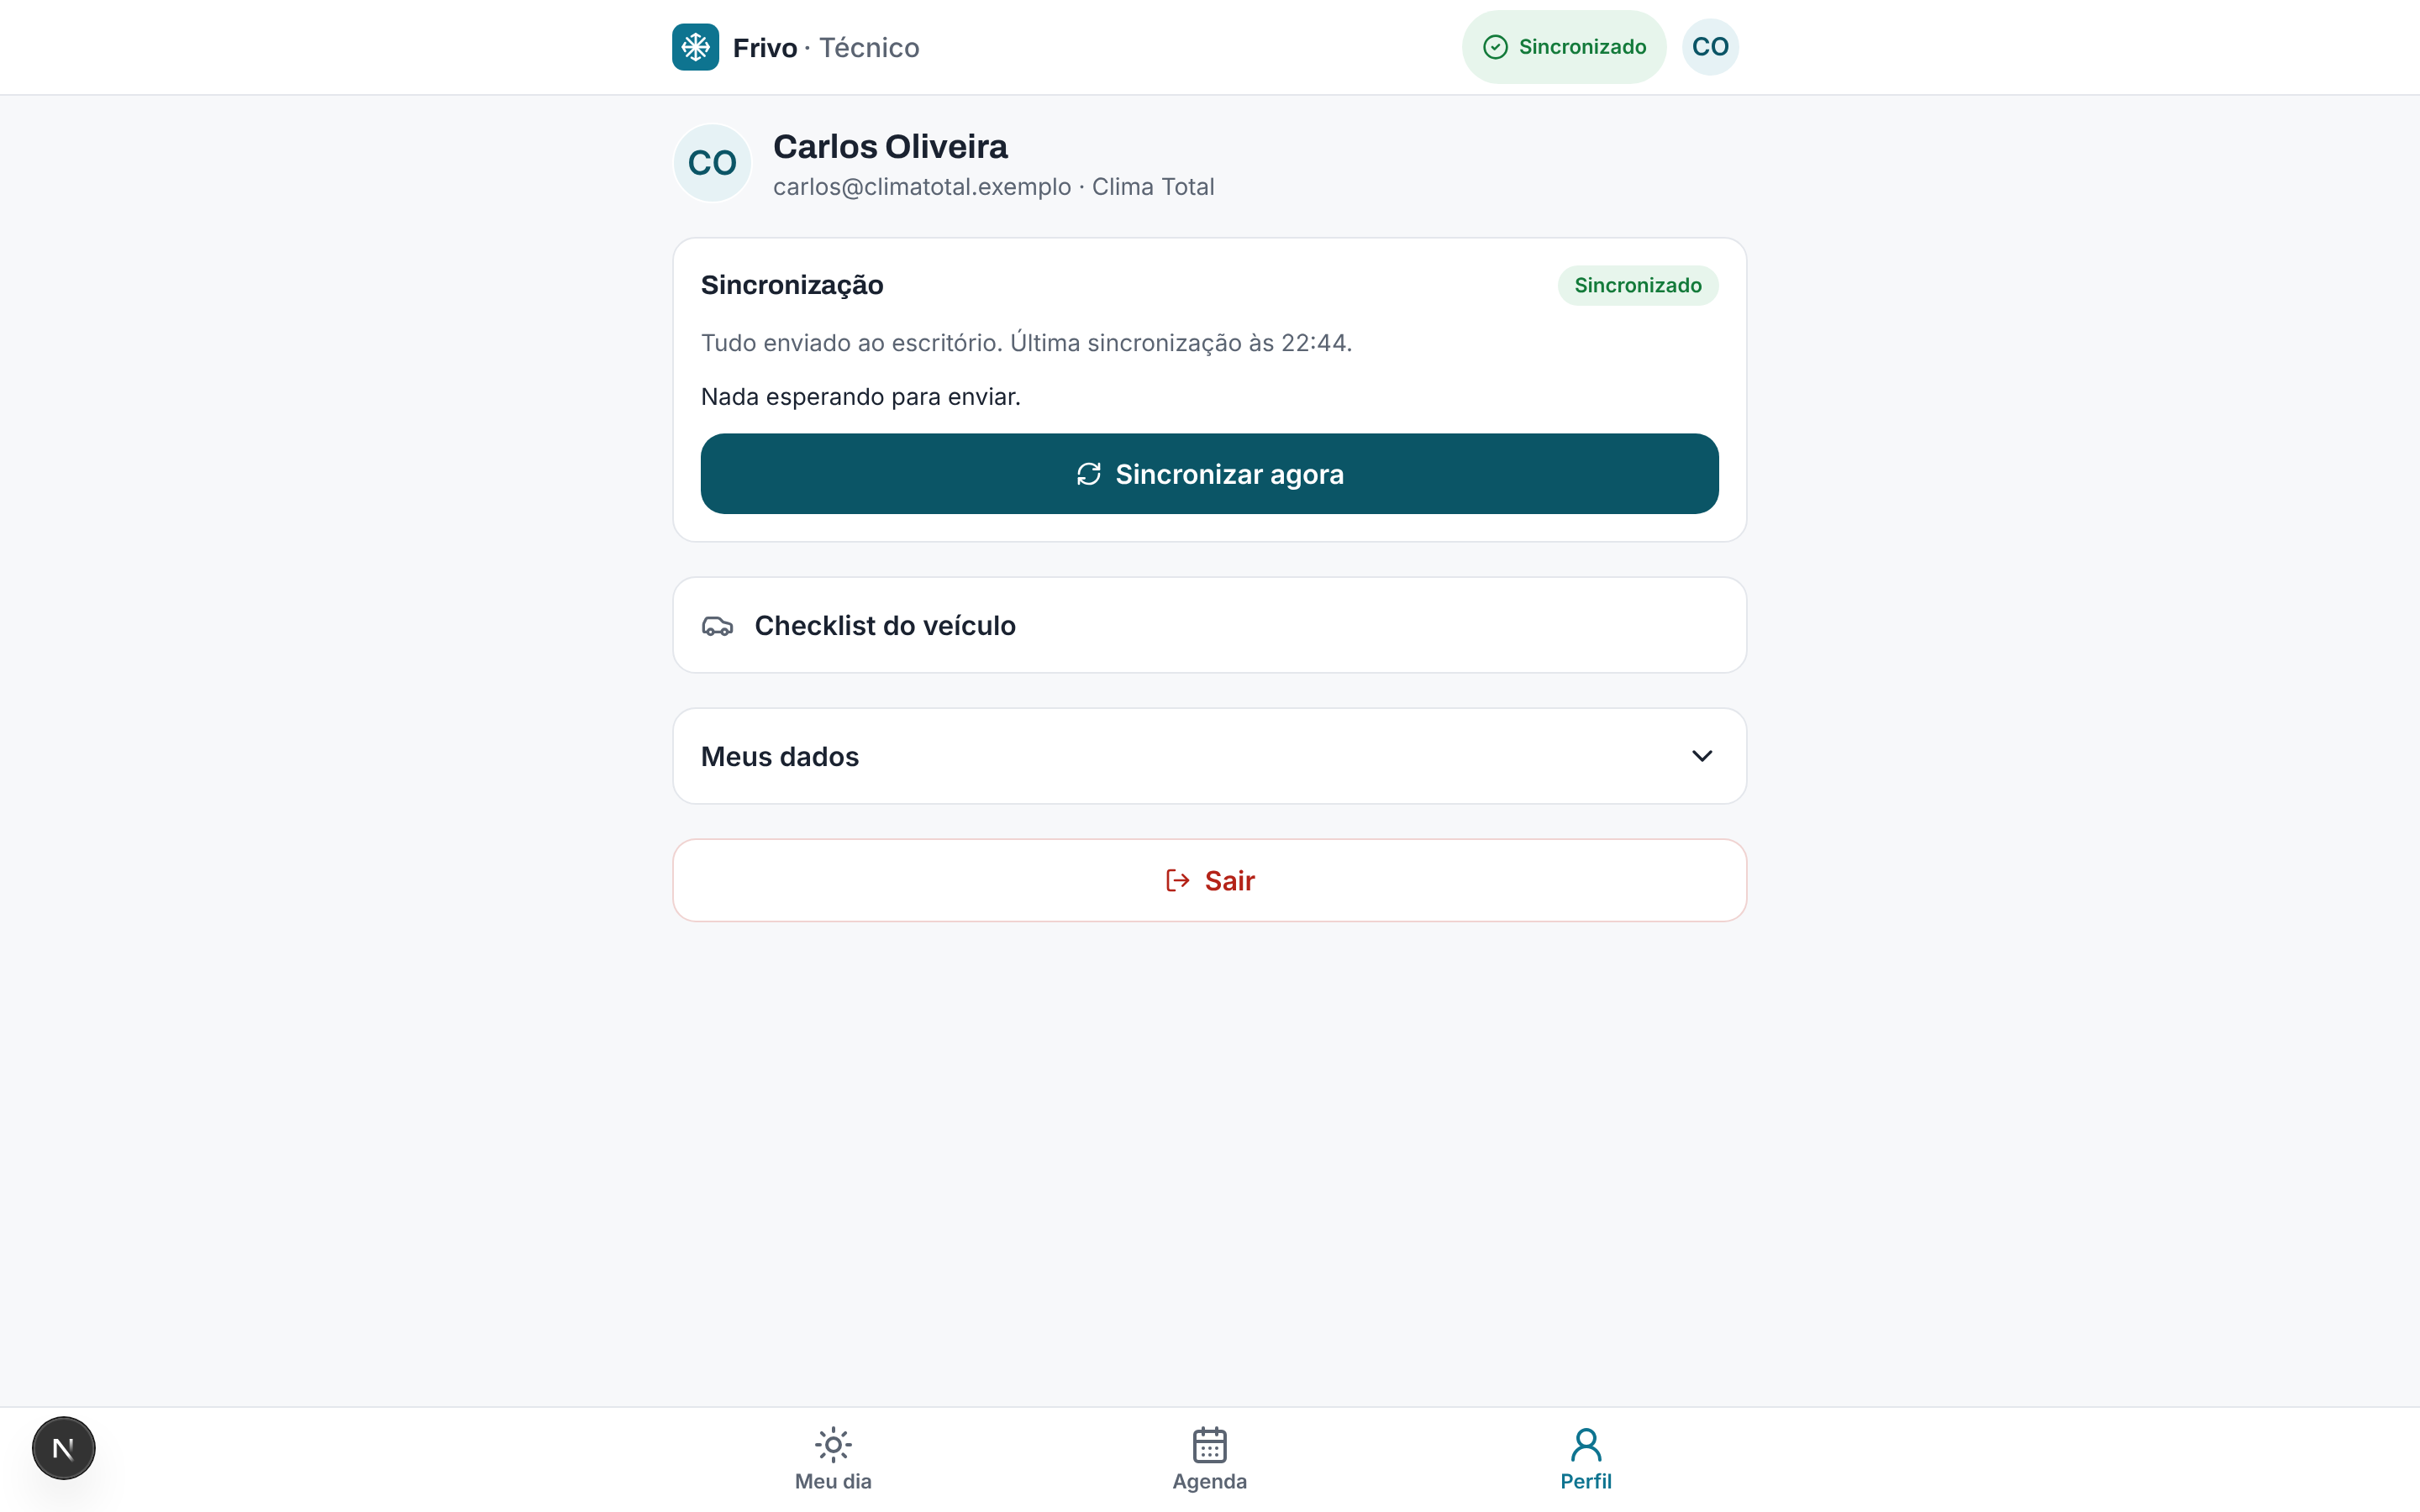 Frivo · Técnico
Sincronizado
CO
CO
Carlos Oliveira
carlos@climatotal.exemplo · Clima Total
Sincronização
Sincronizado
Tudo enviado ao escritório. Última sincronização às 22:44.
Nada esperando para enviar.
Sincronizar agora
Checklist do veículo
Meus dados
Sair
N
Meu dia
Agenda
Perfil